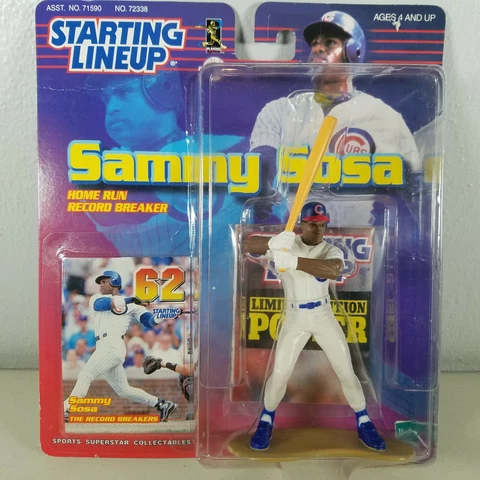 ASST. NO. 71590 NO. 72338
AGES 4 AND UP
STARTING
LINEUP
Sammy Sosa
HOME RUN
RECORD BREAKER
CUBS
62
STARTING
LINEUP
Sammy
Sosa
THE RECORD BREAKERS
LIMITED EDITION
POSTER
SPORTS SUPERSTAR COLLECTABLES